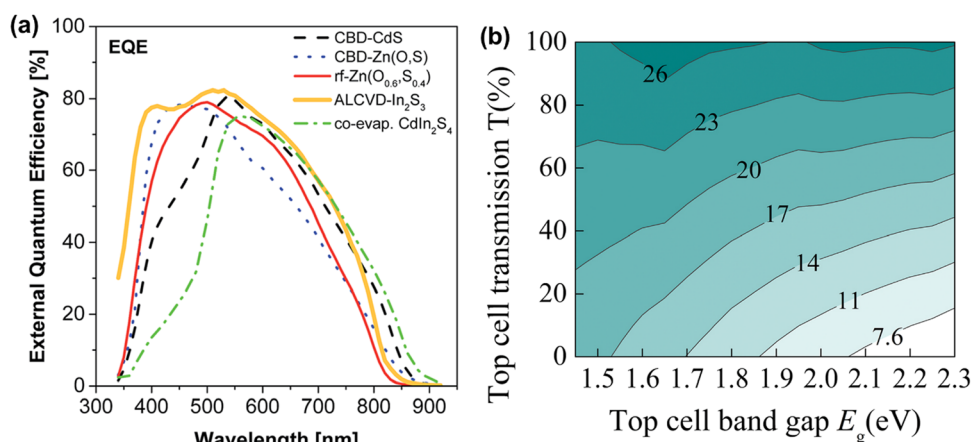 (a)
EQE
CBD-CdS
CBD-Zn(O,S)
rf-Zn(O0.6,S0.4)
ALCVD-In2S3
co-evap. CdIn2S4
External Quantum Efficiency [%]
100
80
60
40
20
0
300 400 500 600 700 800 900
Wavelength [nm]
(b)
Top cell transmission T(%)
100
80
60
40
20
0
26
23
20
17
14
11
7.6
1.5 1.6 1.7 1.8 1.9 2.0 2.1 2.2 2.3
Top cell band gap Eg(eV)